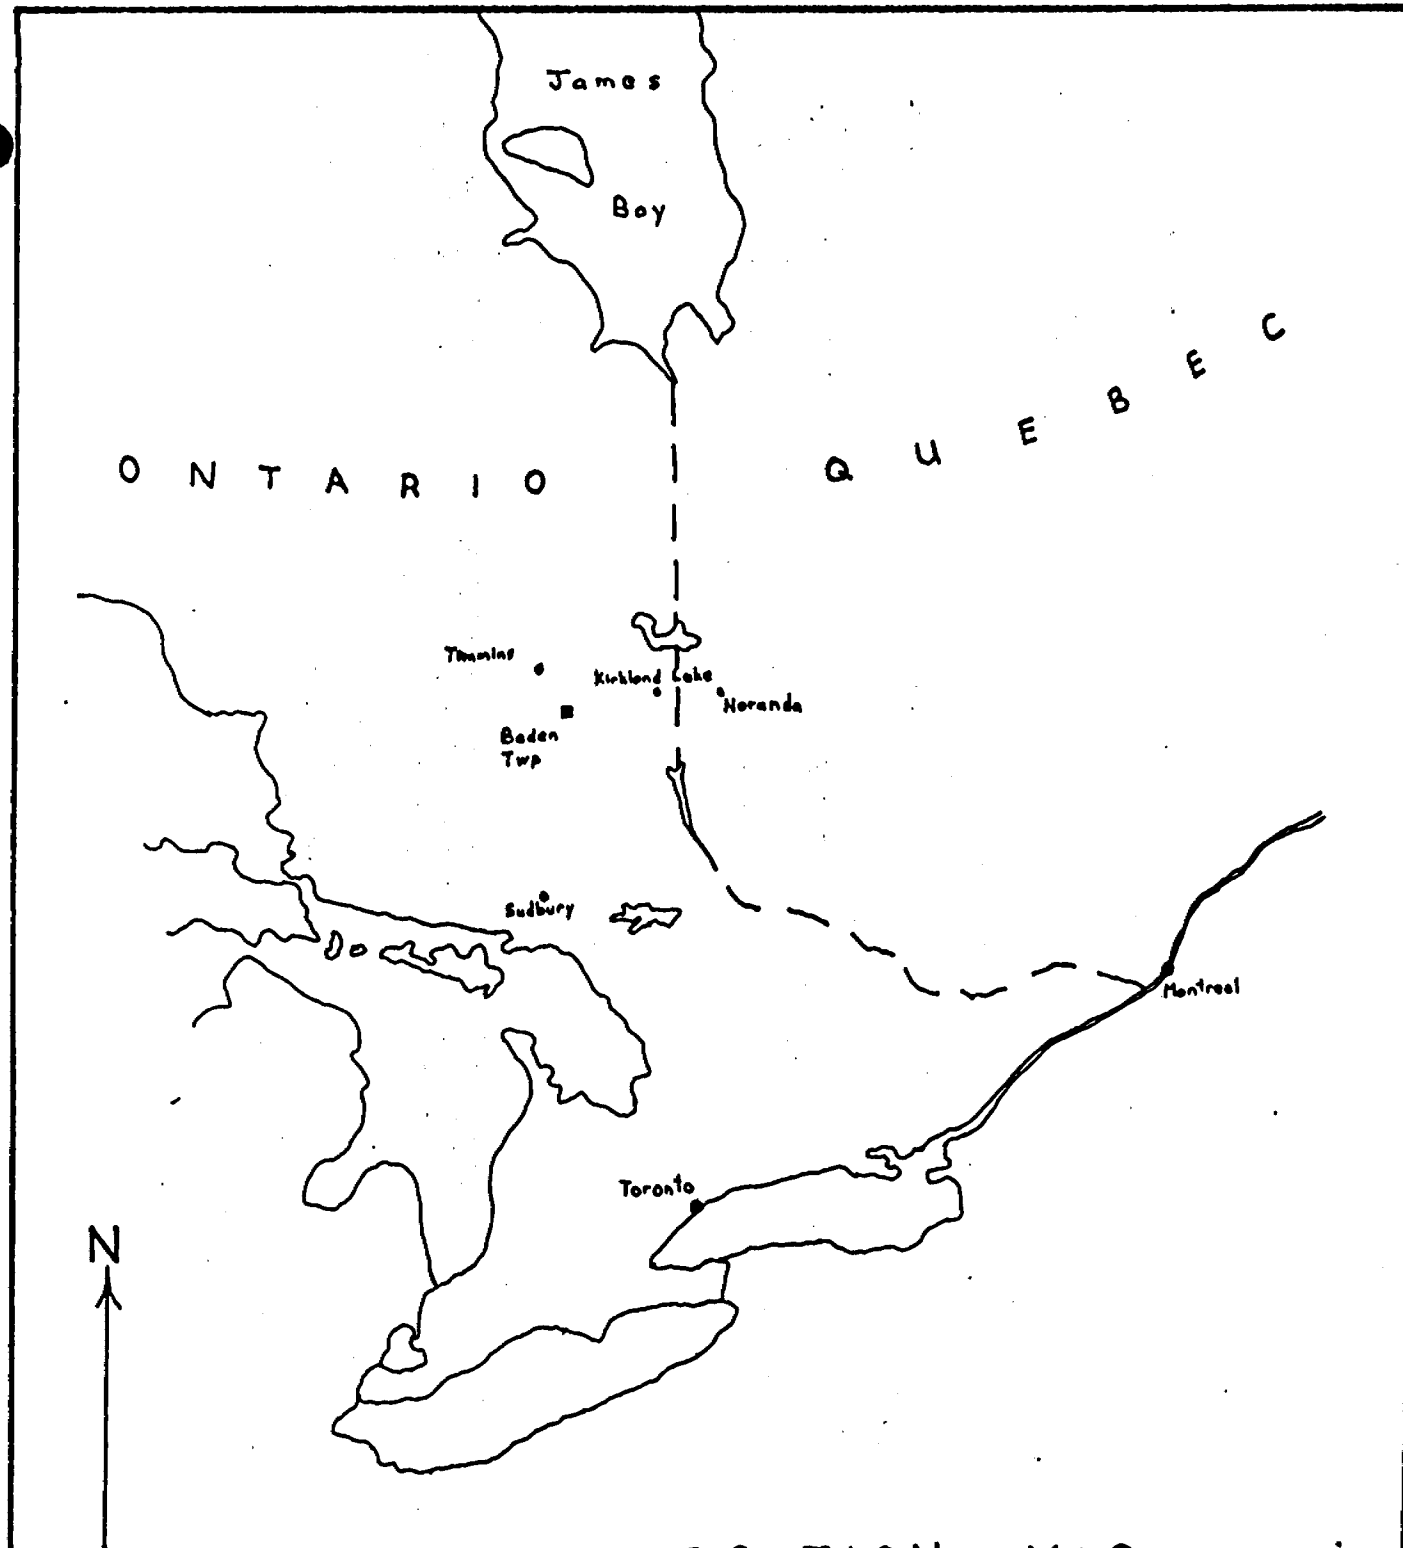 James
Bay
QUEBEC
ONTARIO
Timmins
Kirkland Lake
Noranda
Baden
Twp
Sudbury
Montreal
Toronto
N